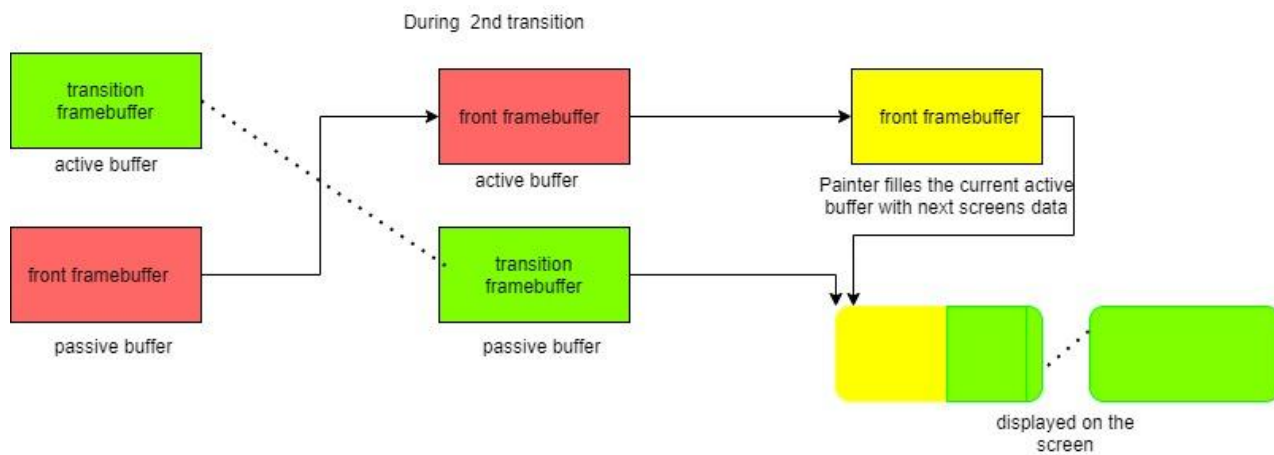 During 2nd transition
transition
framebuffer
active buffer
front framebuffer
passive buffer
front framebuffer
active buffer
transition
framebuffer
passive buffer
front framebuffer
Painter filles the current active
buffer with next screens data
displayed on the
screen